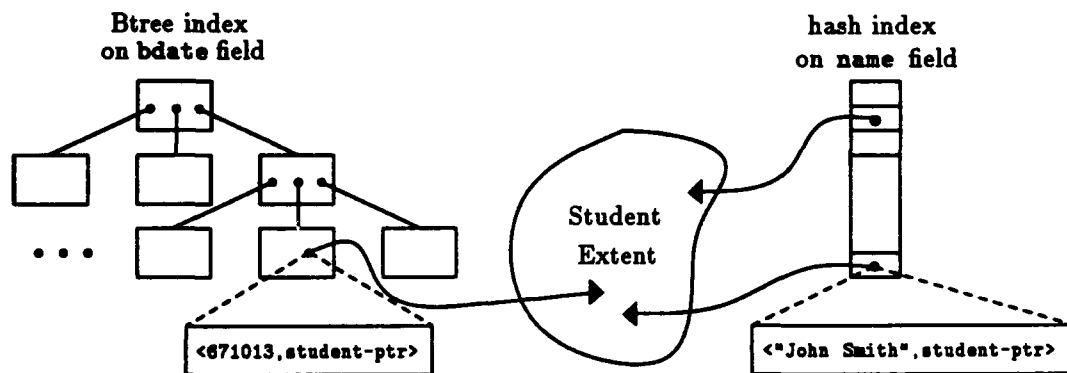 Btree index
on bdate field
hash index
on name field
Student
Extent
<671013,student-ptr>
<"John Smith",student-ptr>